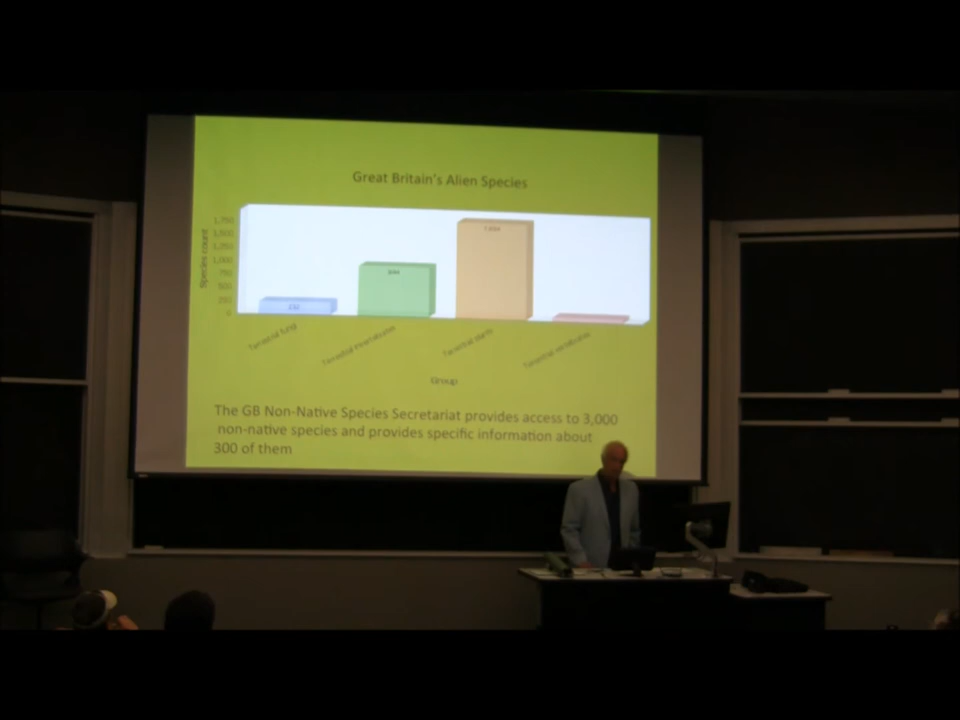 Great Britain's Alien Species
Species count
1,750
1,500
1,250
1,000
750
500
250
0
Terrestrial fungi
Terrestrial invertebrates
Terrestrial plants
Terrestrial vertebrates
Group
The GB Non-Native Species Secretariat provides access to 3,000
non-native species and provides specific information about
300 of them